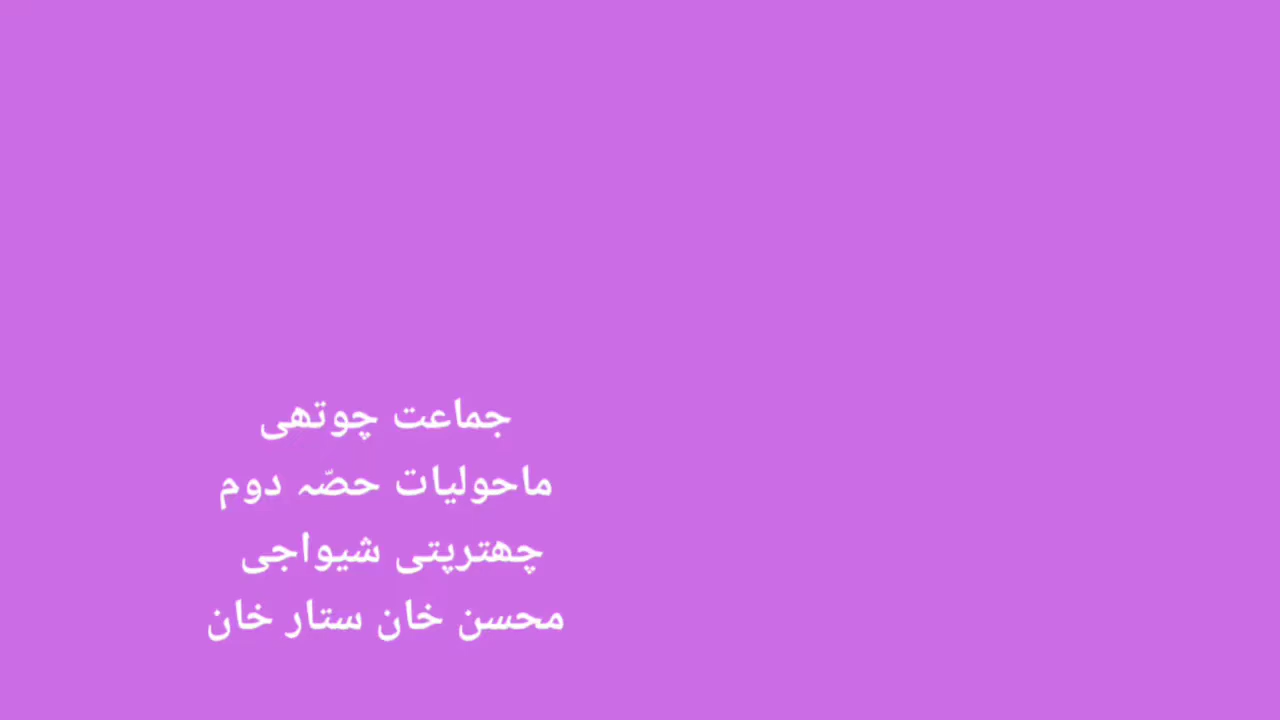 جماعت چوتھی
ماحولیات حصّہ دوم
چھترپتی شیواجی
محسن خان ستار خان